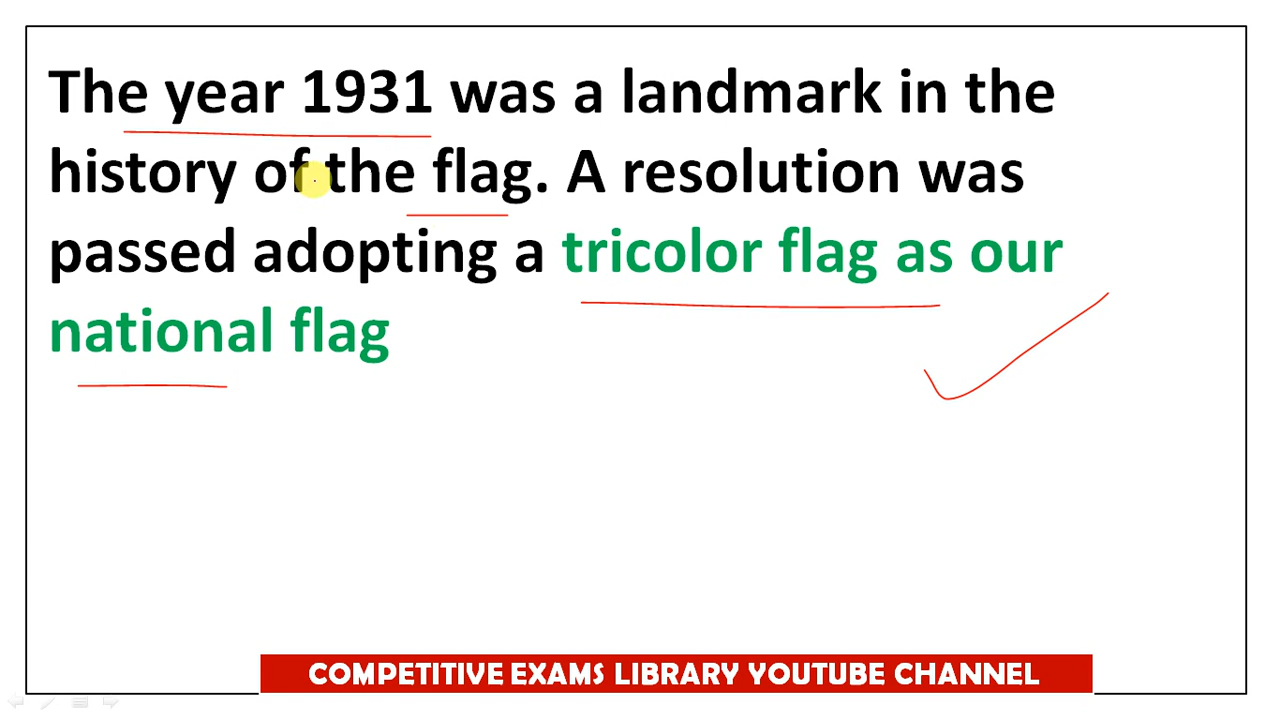 The year 1931 was a landmark in the
history of the flag. A resolution was
passed adopting a tricolor flag as our
national flag
COMPETITIVE EXAMS LIBRARY YOUTUBE CHANNEL